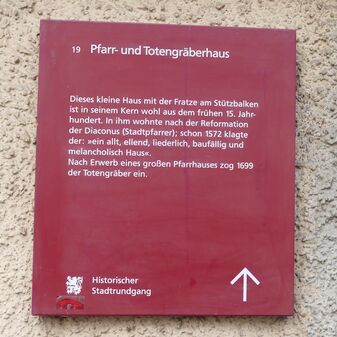 19 Pfarr- und Totengräberhaus
Dieses kleine Haus mit der Fratze am Stützbalken
ist in seinem Kern wohl aus dem frühen 15. Jahr-
hundert. In ihm wohnte nach der Reformation
der Diaconus (Stadtpfarrer); schon 1572 klagte
der: »ein allt, ellend, liederlich, baufällig und
melancholisch Haus«.
Nach Erwerb eines großen Pfarrhauses zog 1699
der Totengräber ein.
Historischer
Stadtrundgang